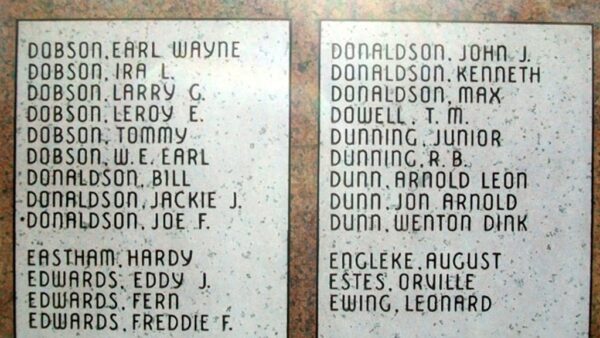 DOBSON, EARL WAYNE
DOBSON, IRA L.
DOBSON, LARRY G.
DOBSON, LEROY E.
DOBSON, TOMMY
DOBSON, W.E. EARL
DONALDSON, BILL
DONALDSON, JACKIE J.
DONALDSON, JOE F.
EASTHAM, HARDY
EDWARDS, EDDY J.
EDWARDS, FERN
EDWARDS, FREDDIE F.
DONALDSON, JOHN J.
DONALDSON, KENNETH
DONALDSON, MAX
DOWELL, T. M.
DUNNING, JUNIOR
DUNNING, R.B.
DUNN, ARNOLD LEON
DUNN, JON ARNOLD
DUNN, WENTON DINK
ENGLEKE, AUGUST
ESTES, ORVILLE
EWING, LEONARD